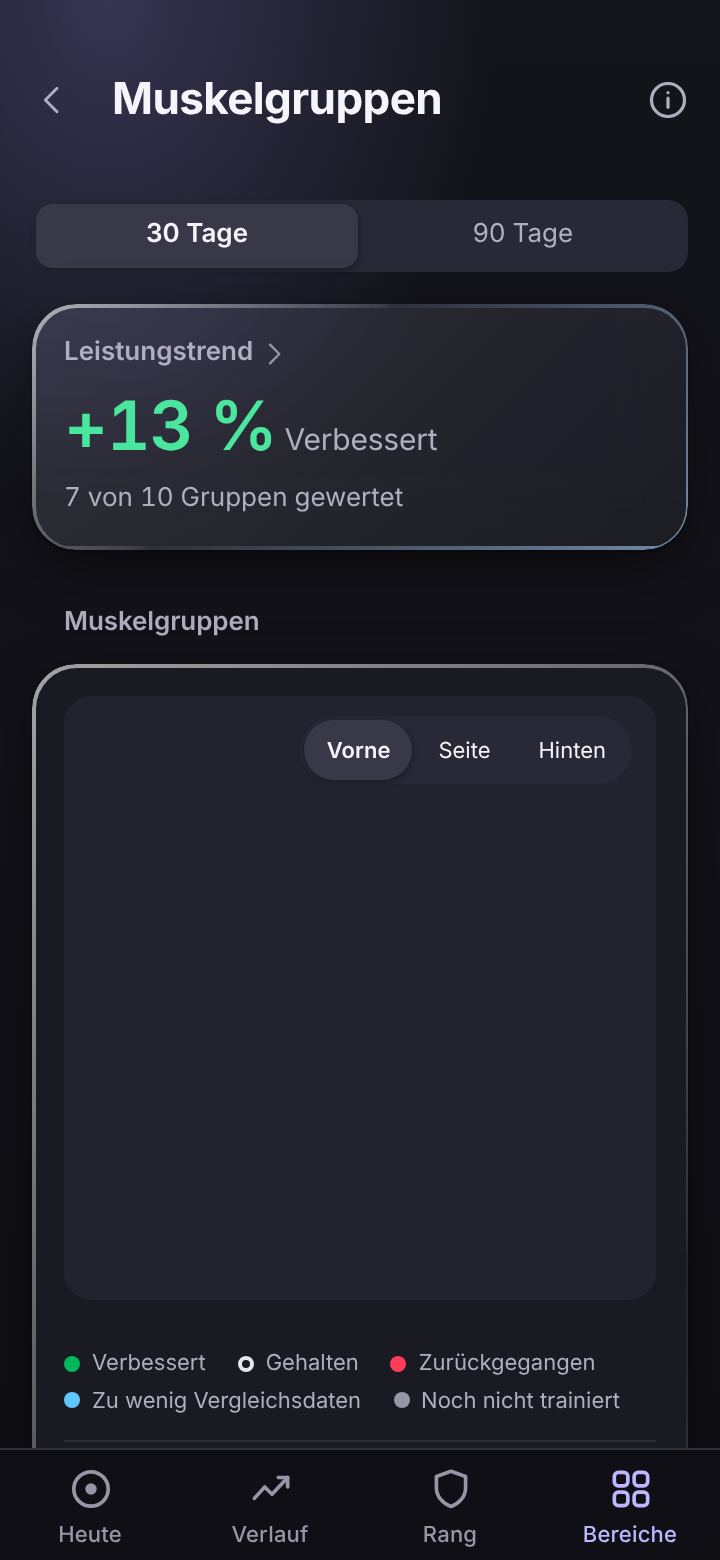 Muskelgruppen
30 Tage 90 Tage
Leistungstrend
+13 % Verbessert
7 von 10 Gruppen gewertet
Muskelgruppen
Vorne Seite Hinten
Verbessert Gehalten Zurückgegangen
Zu wenig Vergleichsdaten Noch nicht trainiert
Heute Verlauf Rang Bereiche